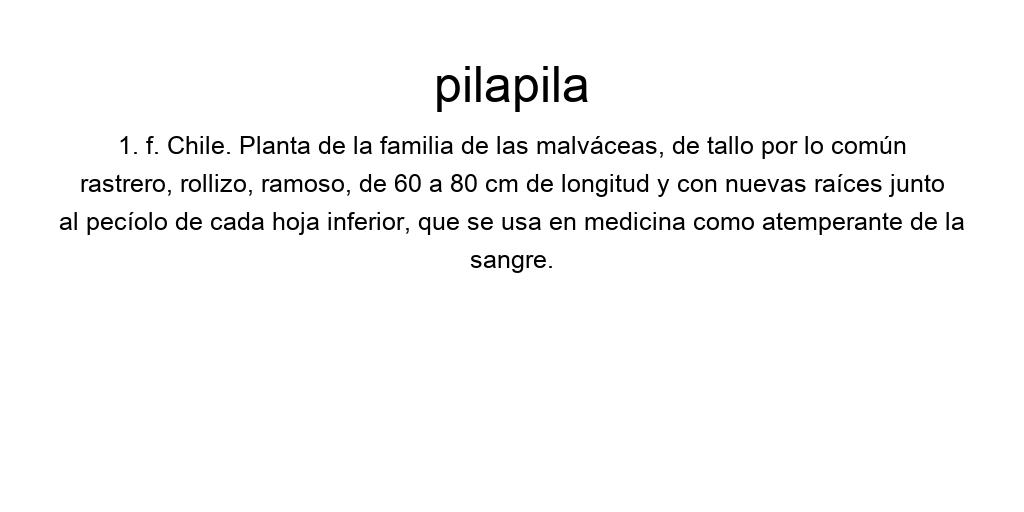 pilapila
1. f. Chile. Planta de la familia de las malváceas, de tallo por lo común
rastrero, rollizo, ramoso, de 60 a 80 cm de longitud y con nuevas raíces junto
al pecíolo de cada hoja inferior, que se usa en medicina como atemperante de la
sangre.